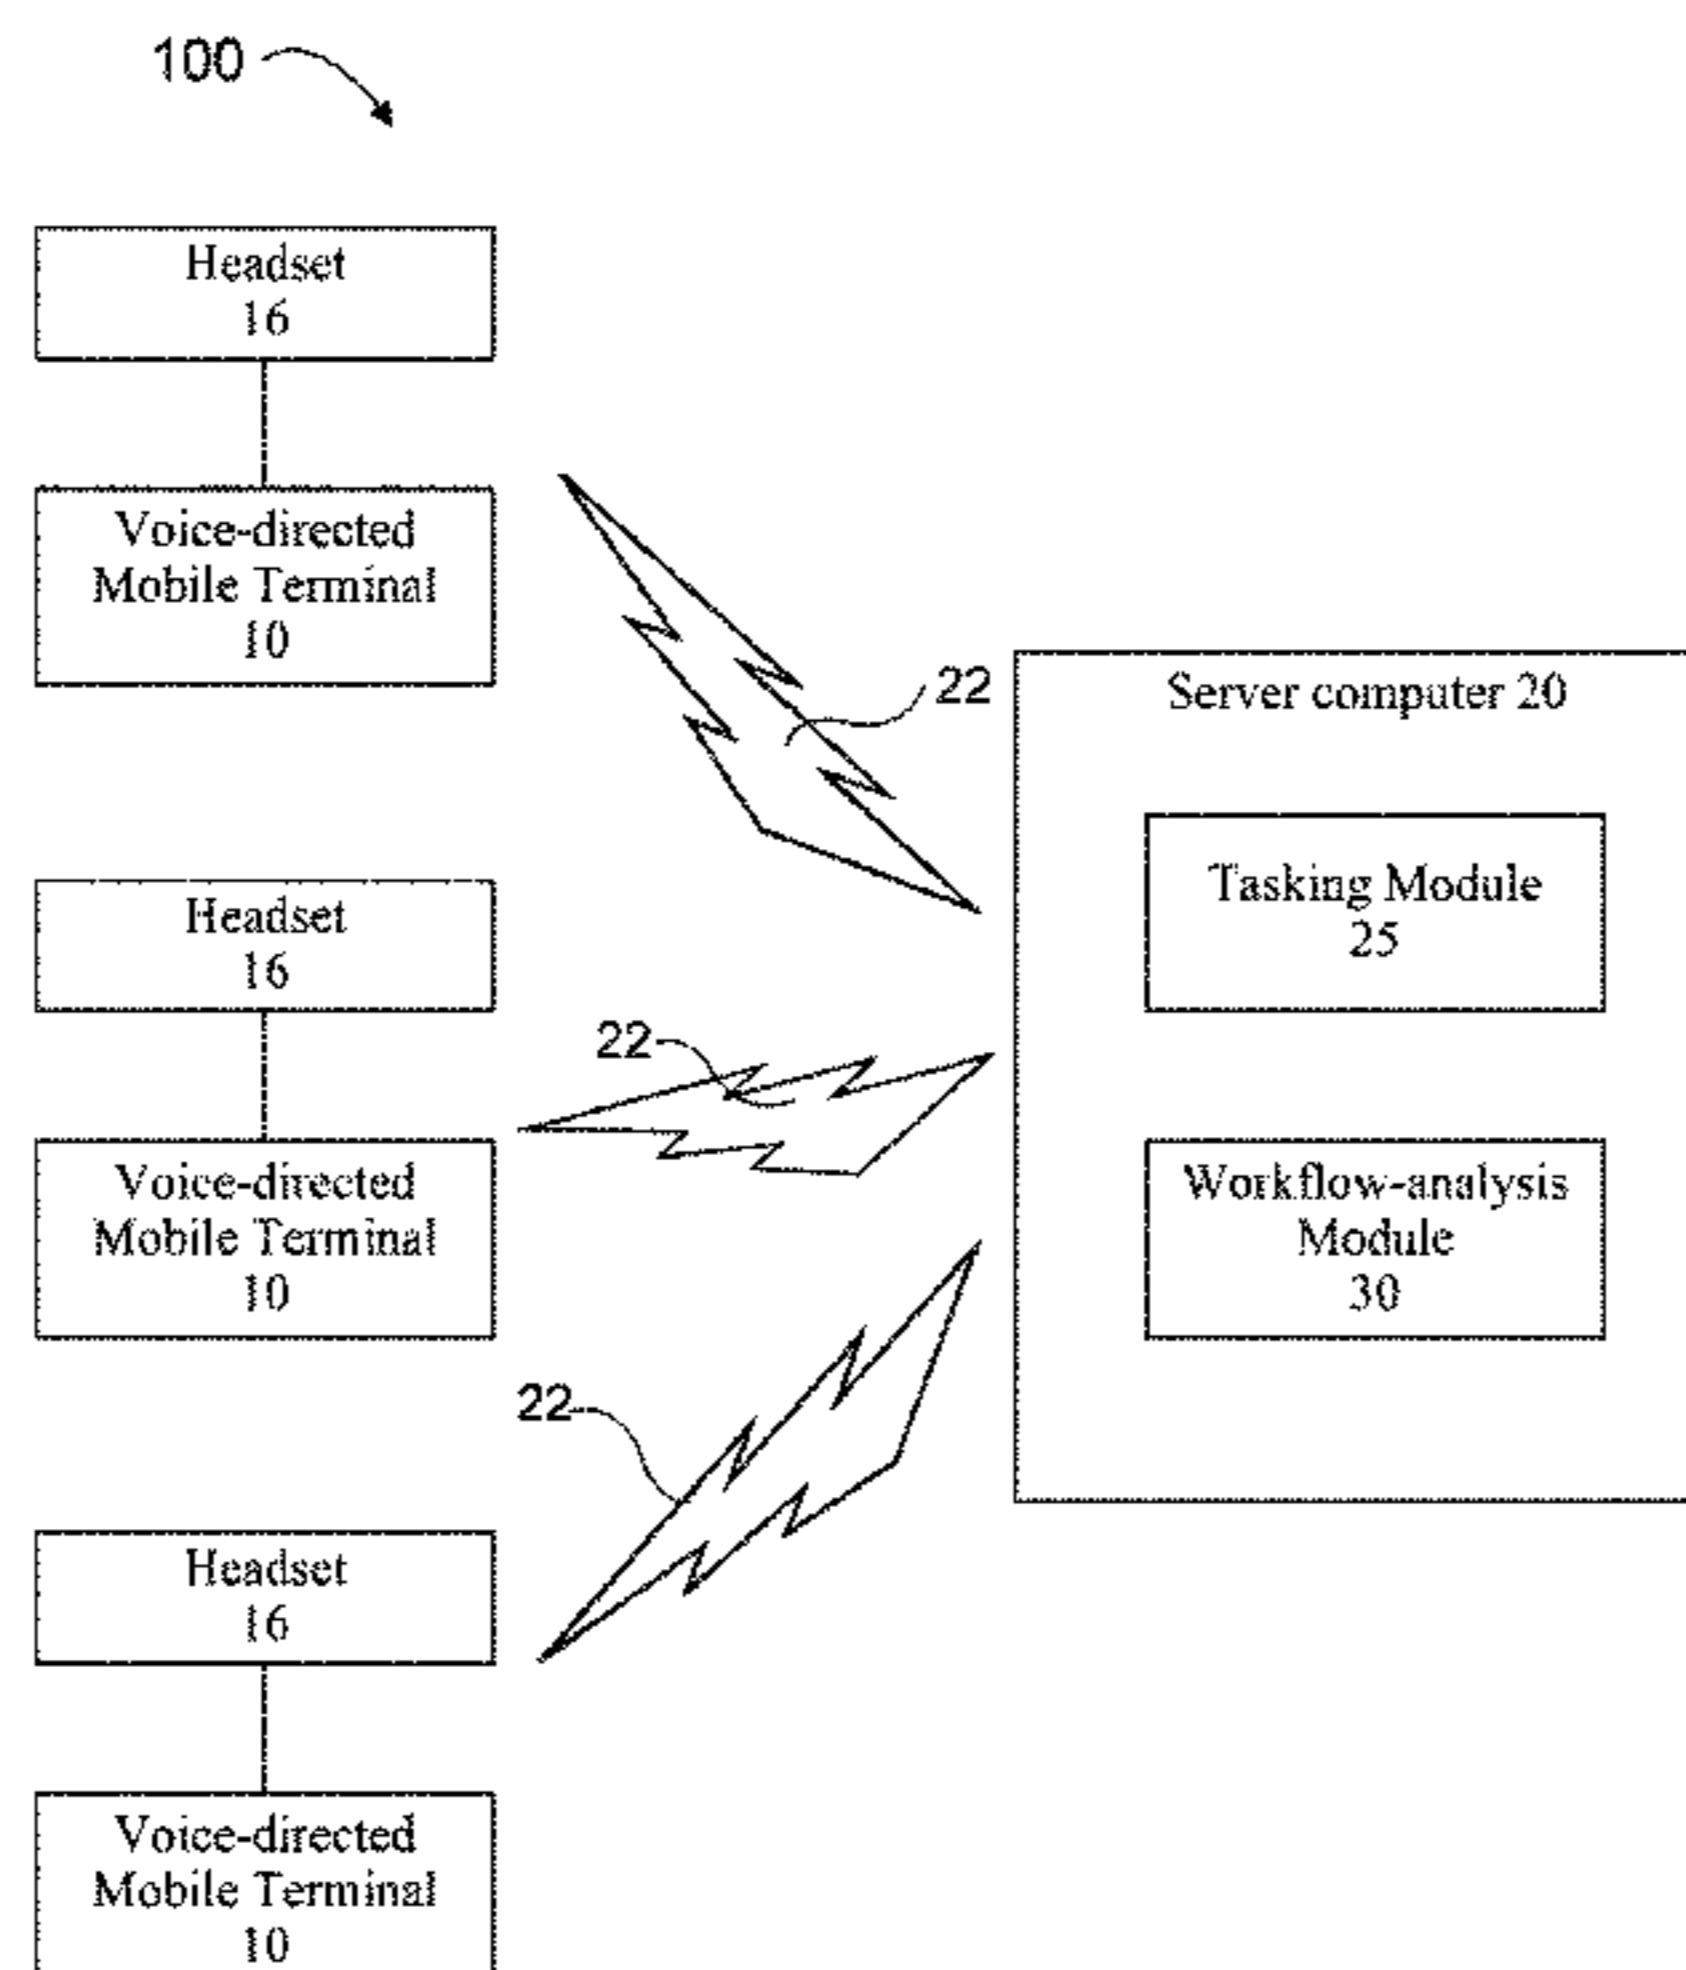 100
Headset
16
Voice-directed
Mobile Terminal
10
22
Server computer 20
Tasking Module
25
Headset
16
22
Voice-directed
Mobile Terminal
10
Workflow-analysis
Module
30
22
Headset
16
Voice-directed
Mobile Terminal
10